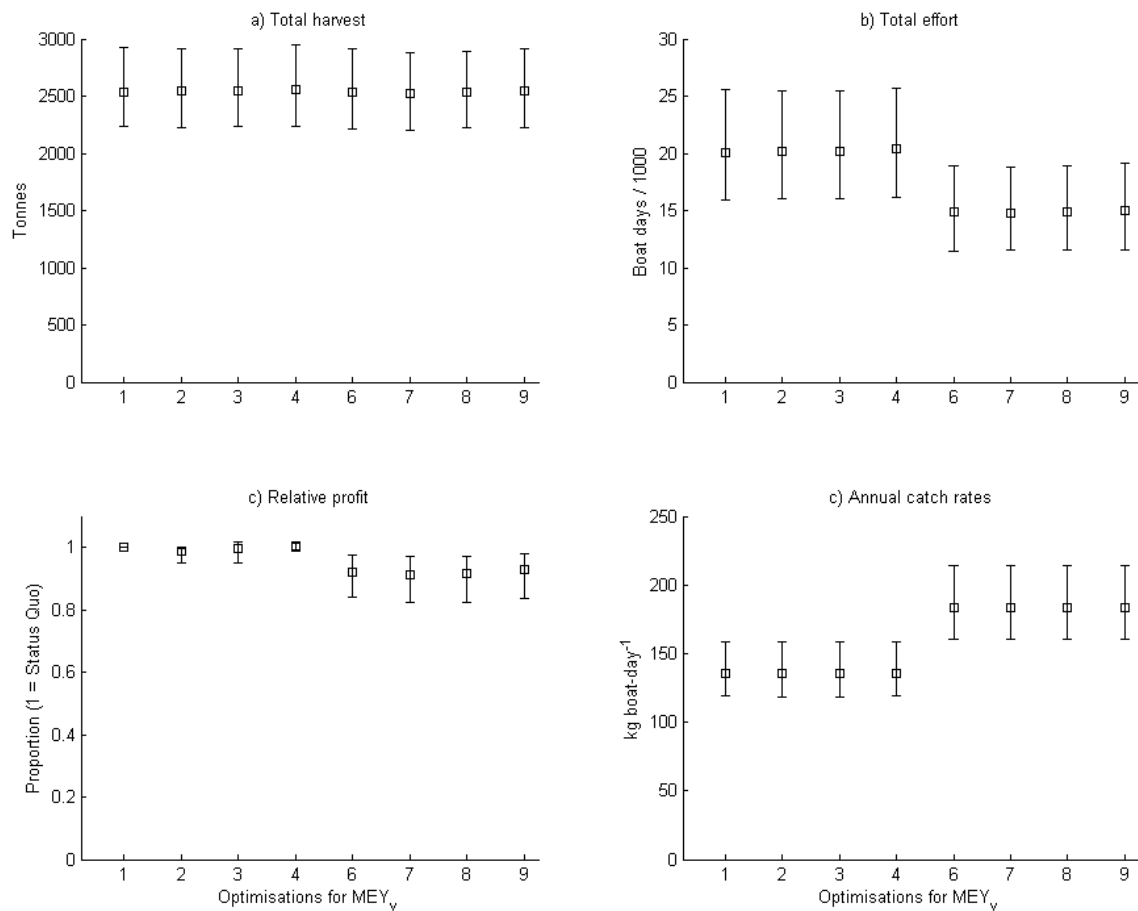 a) Total harvest
3000
2500
2000
1500
1000
500
0
Tonnes
1 2 3 4 6 7 8 9
b) Total effort
30
25
20
15
10
5
0
Boat days / 1000
1 2 3 4 6 7 8 9
c) Relative profit
1
0.8
0.6
0.4
0.2
0
Proportion (1 = Status Quo)
1 2 3 4 6 7 8 9
Optimisations for MEYv
c) Annual catch rates
250
200
150
100
50
0
kg boat-day-1
1 2 3 4 6 7 8 9
Optimisations for MEYv